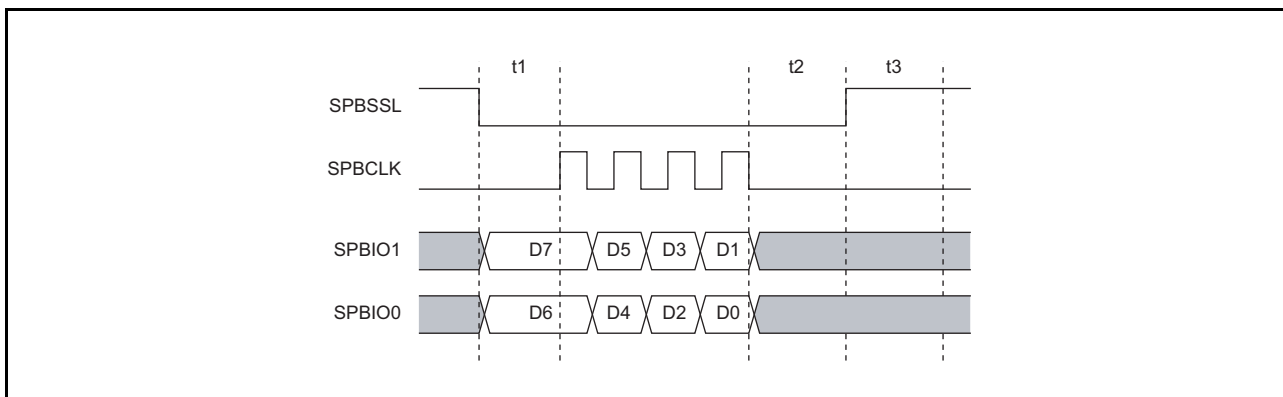 t1 t2 t3
SPBSSL
SPBCLK
SPBIO1 D7 D5 D3 D1
SPBIO0 D6 D4 D2 D0